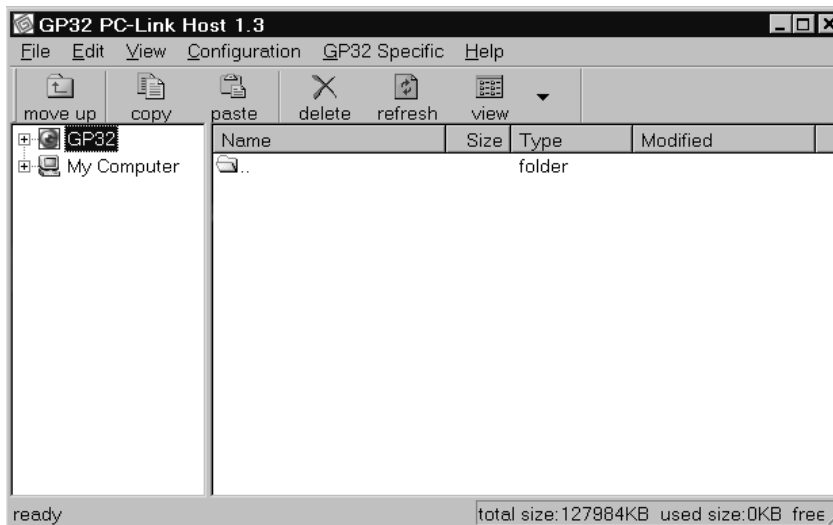 GP32 PC-Link Host 1.3
File Edit View Configuration GP32 Specific Help
move up copy paste delete refresh view
GP32
My Computer
Name Size Type Modified
.. folder
ready
total size:127984KB used size:0KB free